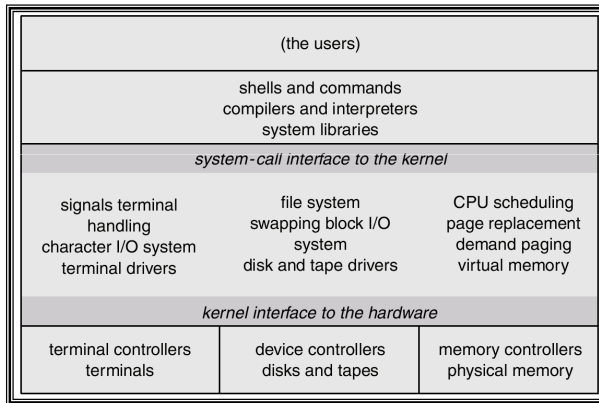 (the users)
shells and commands
compilers and interpreters
system libraries
system-call interface to the kernel
signals terminal
handling
character I/O system
terminal drivers
file system
swapping block I/O
system
disk and tape drivers
CPU scheduling
page replacement
demand paging
virtual memory
kernel interface to the hardware
terminal controllers
terminals
device controllers
disks and tapes
memory controllers
physical memory